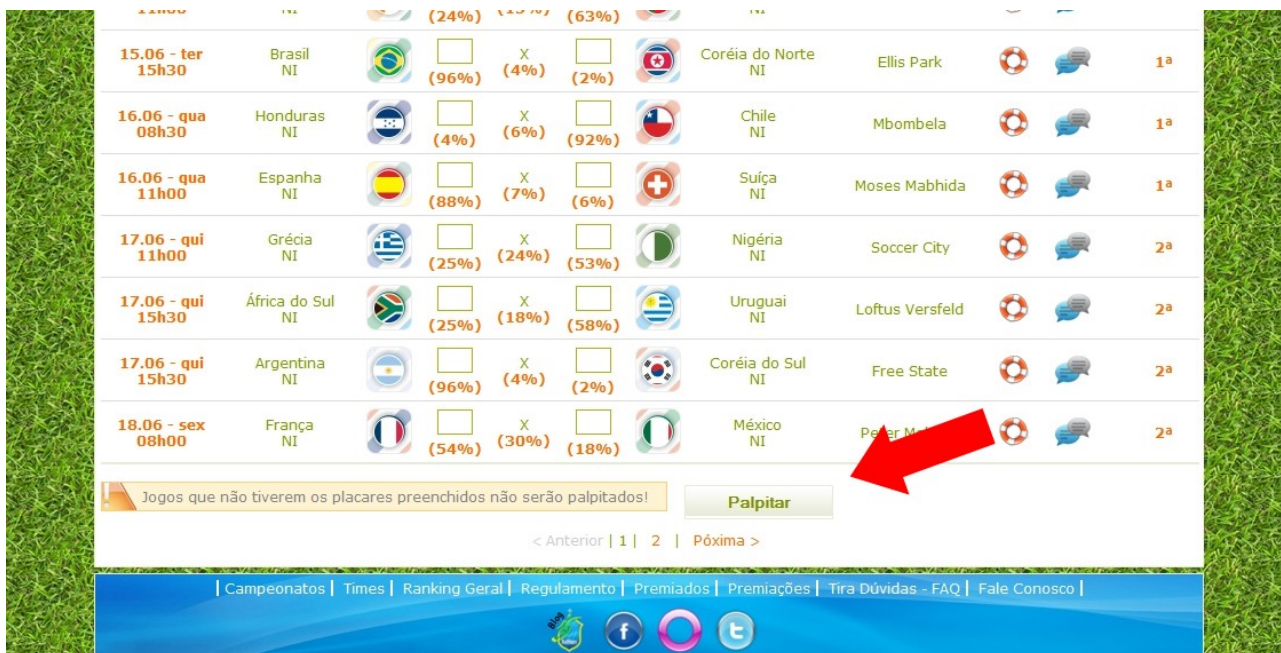 (24%) (63%)
15.06 - ter Brasil X Coréia do Norte Ellis Park 1ª
15h30 NI (96%) (4%) (2%) NI
16.06 - qua Honduras X Chile Mbombela 1ª
08h30 NI (4%) (6%) (92%) NI
16.06 - qua Espanha X Suíça Moses Mabhida 1ª
11h00 NI (88%) (7%) (6%) NI
17.06 - qui Grécia X Nigéria Soccer City 2ª
11h00 NI (25%) (24%) (53%) NI
17.06 - qui África do Sul X Uruguai Loftus Versfeld 2ª
15h30 NI (25%) (18%) (58%) NI
17.06 - qui Argentina X Coréia do Sul Free State 2ª
15h30 NI (96%) (4%) (2%) NI
18.06 - sex França X México Peter 2ª
08h00 NI (54%) (30%) (18%) NI
Jogos que não tiverem os placares preenchidos não serão palpitados! Palpitar
< Anterior | 1 | 2 | Póxima >
| Campeonatos | Times | Ranking Geral | Regulamento | Premiados | Premiações | Tira Dúvidas - FAQ | Fale Conosco |
Blog f t